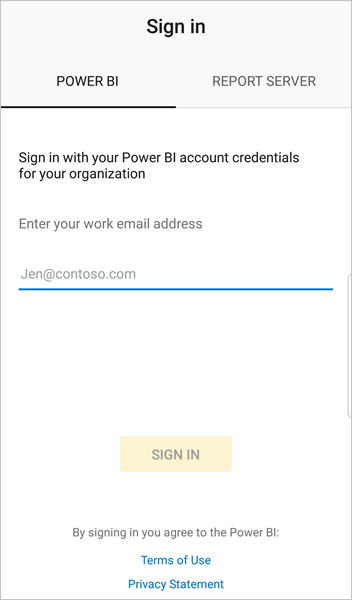 Sign in
POWER BI
REPORT SERVER
Sign in with your Power BI account credentials
for your organization
Enter your work email address
Jen@contoso.com
SIGN IN
By signing in you agree to the Power BI:
Terms of Use
Privacy Statement